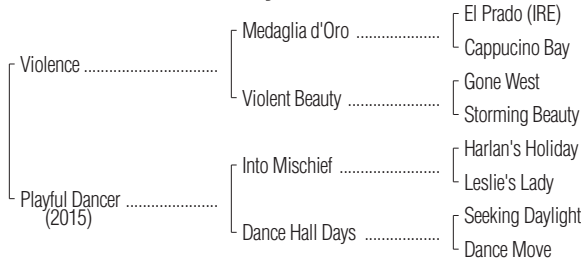 El Prado (IRE)
Medaglia d'Oro ....................
Cappucino Bay
Violence ................................
Gone West
Violent Beauty ......................
Storming Beauty
Harlan's Holiday
Into Mischief ........................
Leslie's Lady
Playful Dancer ......................
(2015)
Seeking Daylight
Dance Hall Days ..................
Dance Move